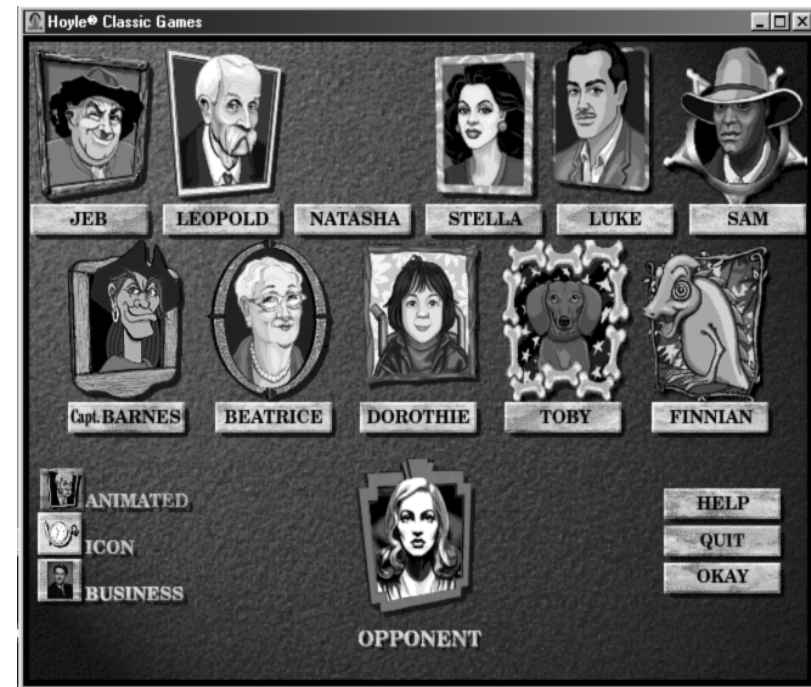 Hoyle® Classic Games
JEB LEOPOLD NATASHA STELLA LUKE SAM
Capt. BARNES BEATRICE DOROTHIE TOBY FINNIAN
ANIMATED
ICON
BUSINESS
OPPONENT
HELP
QUIT
OKAY